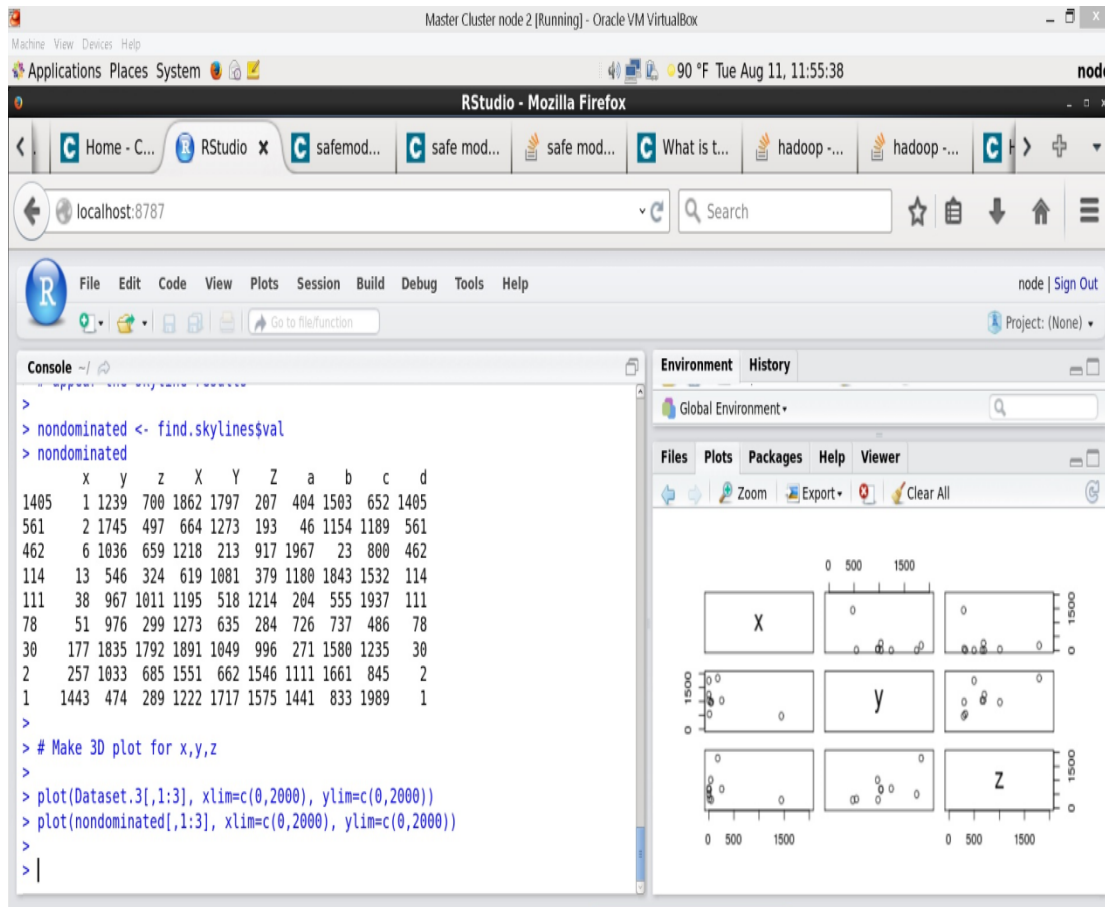 Master Cluster node 2 [Running] - Oracle VM VirtualBox
Machine View Devices Help
Applications Places System 90 °F Tue Aug 11, 11:55:38 node
RStudio - Mozilla Firefox
Home - C... RStudio safemod... safe mod... safe mod... What is t... hadoop -... hadoop -...
localhost:8787 Search
File Edit Code View Plots Session Build Debug Tools Help node | Sign Out
Go to file/function Project: (None)
Console ~/
>
> nondominated <- find.skylines$val
> nondominated
x y z X Y Z a b c d
1405 1 1239 700 1862 1797 207 404 1503 652 1405
561 2 1745 497 664 1273 193 46 1154 1189 561
462 6 1036 659 1218 213 917 1967 23 800 462
114 13 546 324 619 1081 379 1180 1843 1532 114
111 38 967 1011 1195 518 1214 204 555 1937 111
78 51 976 299 1273 635 284 726 737 486 78
30 177 1835 1792 1891 1049 996 271 1580 1235 30
2 257 1033 685 1551 662 1546 1111 1661 845 2
1 1443 474 289 1222 1717 1575 1441 833 1989 1
>
> # Make 3D plot for x,y,z
>
> plot(Dataset.3[,1:3], xlim=c(0,2000), ylim=c(0,2000))
> plot(nondominated[,1:3], xlim=c(0,2000), ylim=c(0,2000))
>
>
Environment History
Global Environment
Files Plots Packages Help Viewer
Zoom Export Clear All
0 500 1500
x
0 1500
0 1500
y
z
0 1500
0 500 1500
0 500 1500